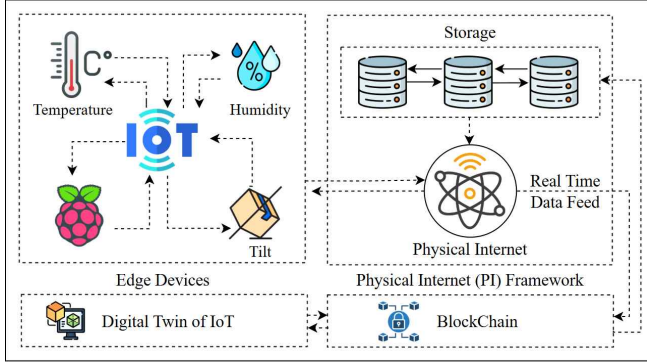 Storage
C°
Temperature
%
Humidity
IOT
Real Time
Data Feed
Tilt
Physical Internet
Edge Devices
Physical Internet (PI) Framework
Digital Twin of IoT
BlockChain